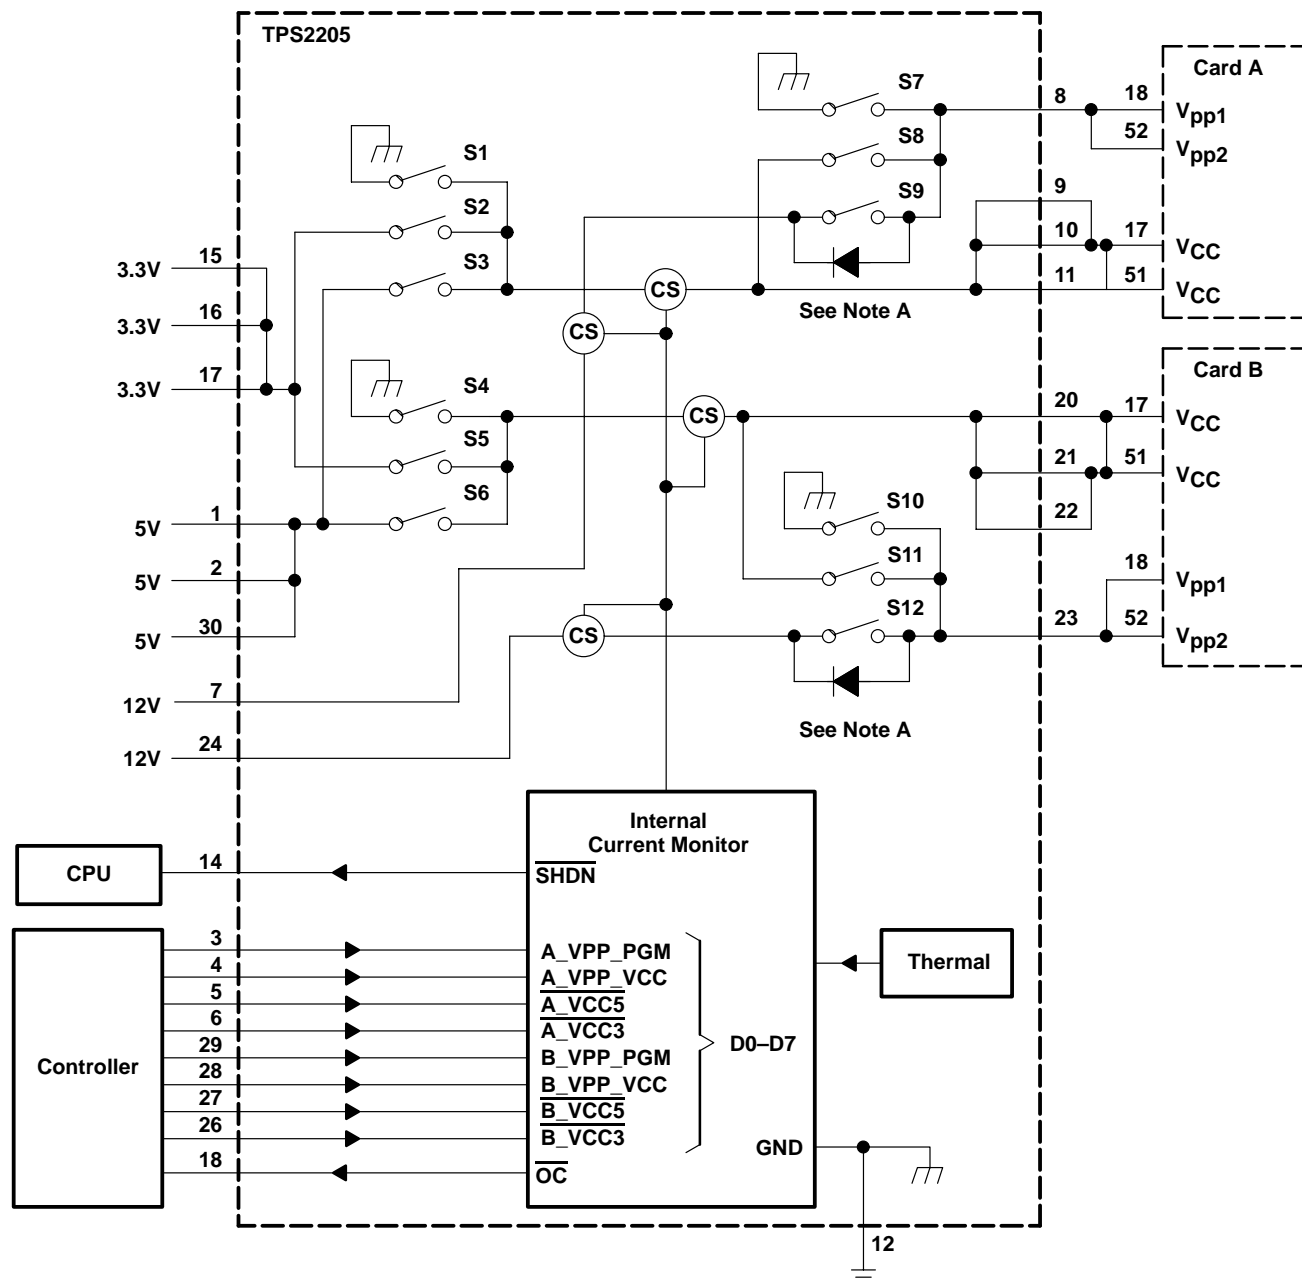 TPS2205
Card A
S7
8
18
Vpp1
S8
52
Vpp2
S1
S9
9
S2
10
17
VCC
S3
CS
11
51
VCC
See Note A
3.3V
15
3.3V
16
3.3V
17
CS
Card B
S4
CS
20
17
VCC
S5
21
51
VCC
S6
22
5V
1
S10
5V
2
S11
18
Vpp1
5V
30
CS
S12
23
52
Vpp2
12V
7
See Note A
12V
24
Internal
Current Monitor
CPU
14
SHDN
Controller
3
A_VPP_PGM
4
A_VPP_VCC
5
A_VCC5
6
A_VCC3
29
B_VPP_PGM
28
B_VPP_VCC
27
B_VCC5
26
B_VCC3
18
OC
D0–D7
Thermal
GND
12